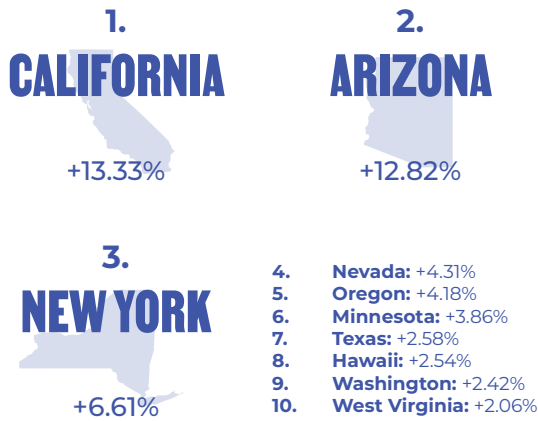 1.
CALIFORNIA
+13.33%
2.
ARIZONA
+12.82%
3.
NEW YORK
+6.61%
4. Nevada: +4.31%
5. Oregon: +4.18%
6. Minnesota: +3.86%
7. Texas: +2.58%
8. Hawaii: +2.54%
9. Washington: +2.42%
10. West Virginia: +2.06%